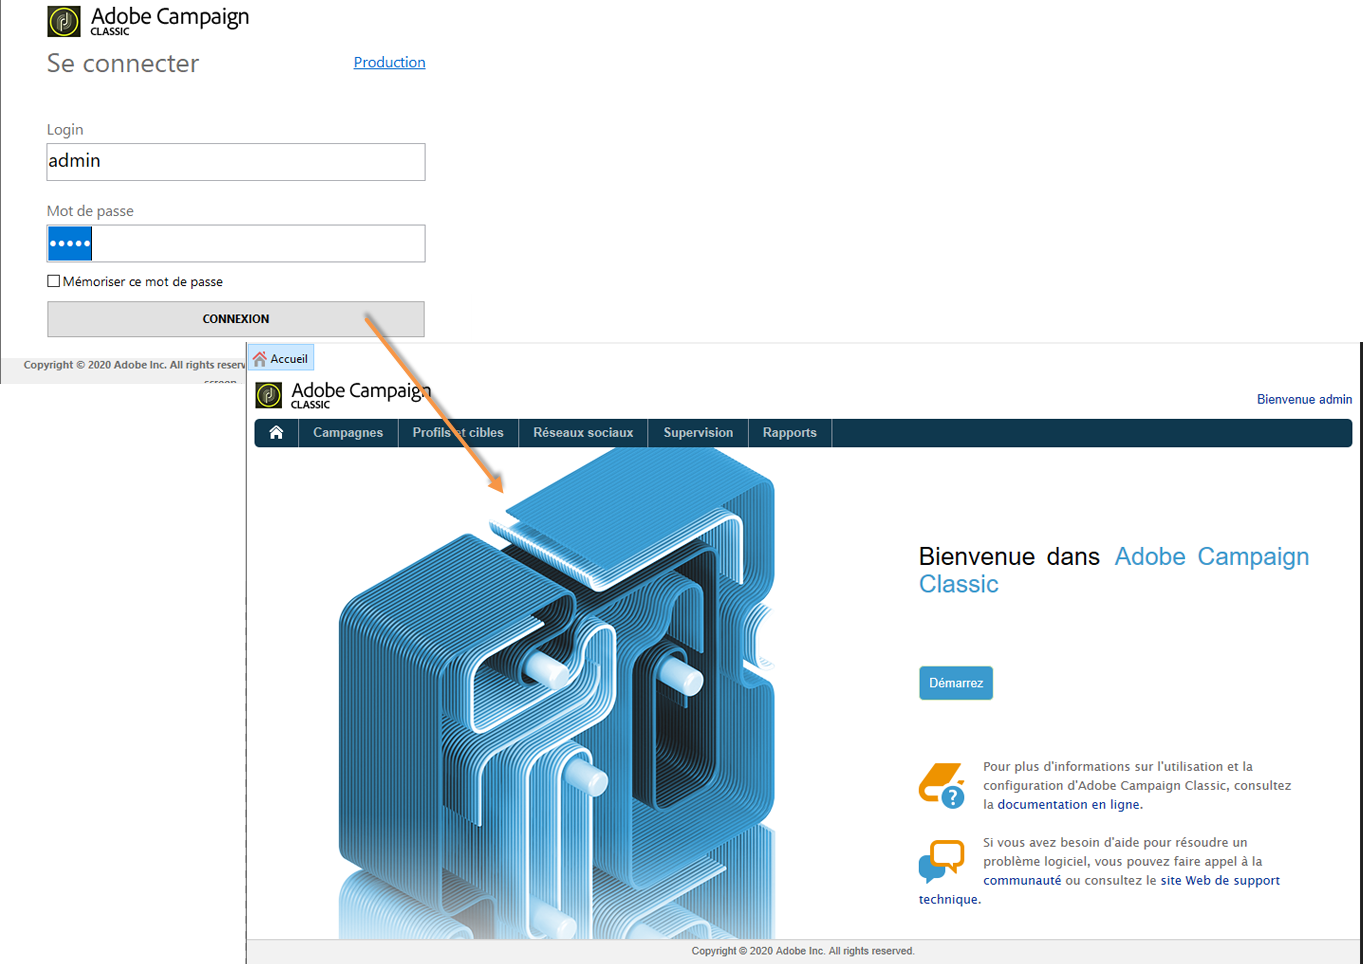 Adobe Campaign
CLASSIC
Se connecter
Production
Login
admin
Mot de passe
•••••
Mémoriser ce mot de passe
CONNEXION
Copyright © 2020 Adobe Inc. All rights reserv
Accueil
Adobe Campaign
CLASSIC
Bienvenue admin
Campagnes
Profils et cibles
Réseaux sociaux
Supervision
Rapports
Bienvenue dans Adobe Campaign
Classic
Démarrez
Pour plus d'informations sur l'utilisation et la
configuration d'Adobe Campaign Classic, consultez
la documentation en ligne.
Si vous avez besoin d'aide pour résoudre un
problème logiciel, vous pouvez faire appel à la
communauté ou consultez le site Web de support
technique.
Copyright © 2020 Adobe Inc. All rights reserved.